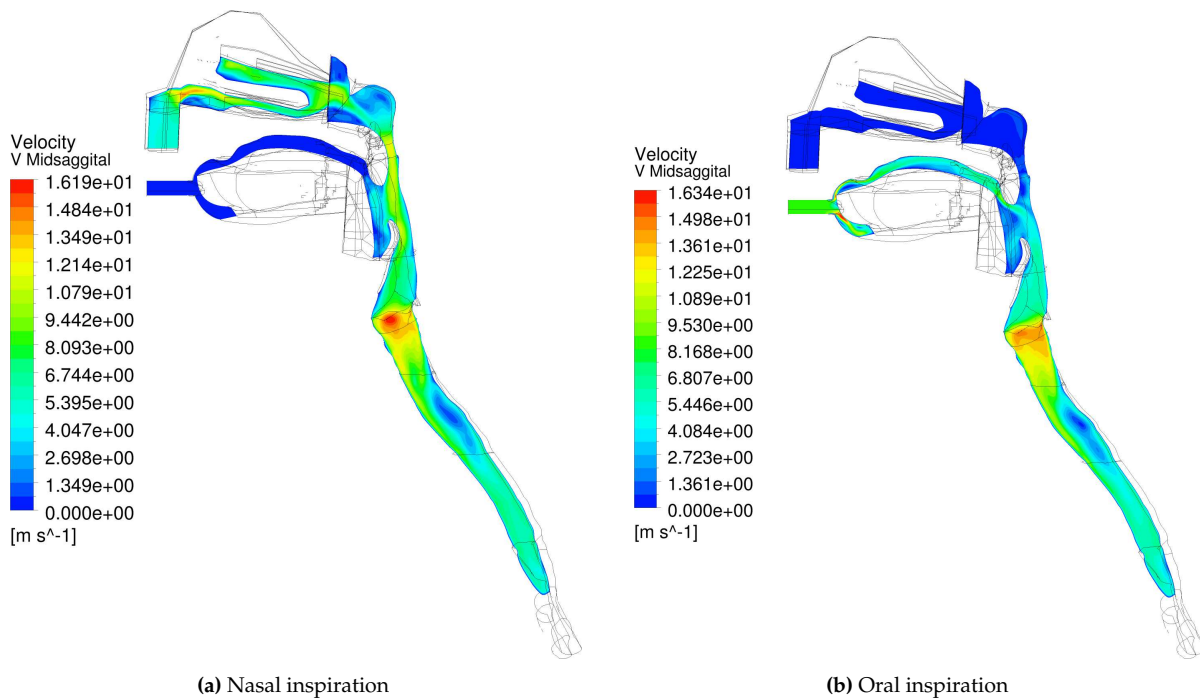 Velocity
V Midsaggital
1.619e+01
1.484e+01
1.349e+01
1.214e+01
1.079e+01
9.442e+00
8.093e+00
6.744e+00
5.395e+00
4.047e+00
2.698e+00
1.349e+00
0.000e+00
[m s^-1]
(a) Nasal inspiration
Velocity
V Midsaggital
1.634e+01
1.498e+01
1.361e+01
1.225e+01
1.089e+01
9.530e+00
8.168e+00
6.807e+00
5.446e+00
4.084e+00
2.723e+00
1.361e+00
0.000e+00
[m s^-1]
(b) Oral inspiration